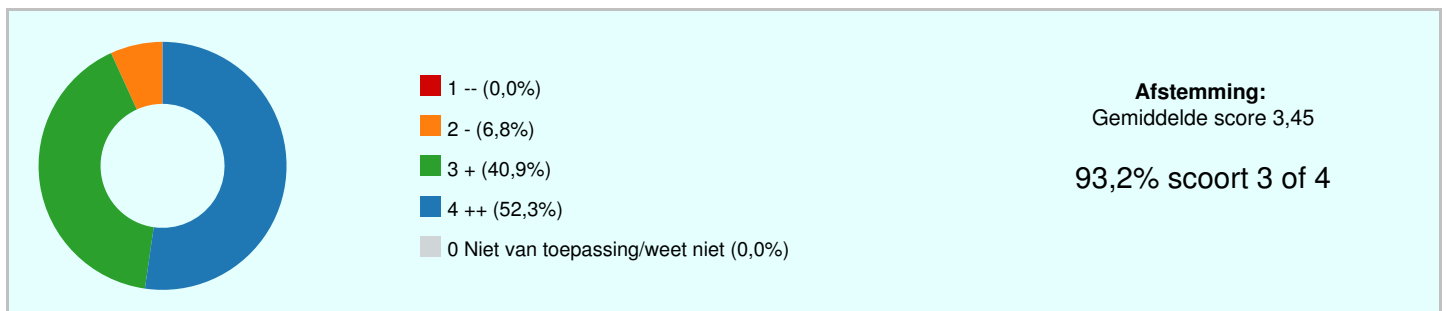 1 -- (0,0%)
2 - (6,8%)
3 + (40,9%)
4 ++ (52,3%)
0 Niet van toepassing/weet niet (0,0%)
Afstemming:
Gemiddelde score 3,45
93,2% scoort 3 of 4